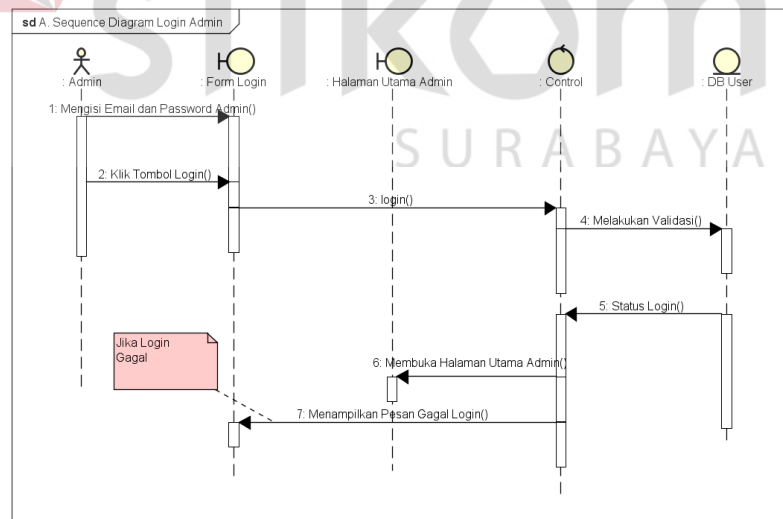 stikom
SURABAYA
sd A. Sequence Diagram Login Admin
: Admin
: Form Login
: Halaman Utama Admin
: Control
: DB User
1: Mengisi Email dan Password Admin()
2: Klik Tombol Login()
3: login()
4: Melakukan Validasi()
5: Status Login()
Jika Login
Gagal
6: Membuka Halaman Utama Admin()
7: Menampilkan Pesan Gagal Login()